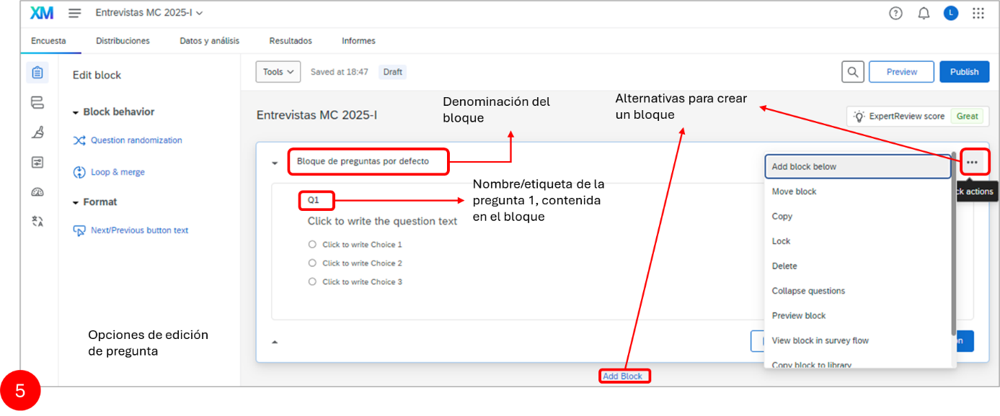 XM
Entrevistas MC 2025-I
?
L
Encuesta
Distribuciones
Datos y análisis
Resultados
Informes
Edit block
Tools
Saved at 18:47
Draft
Preview
Publish
Block behavior
Question randomization
Loop & merge
Format
Next/Previous button text
Opciones de edición
de pregunta
Entrevistas MC 2025-I
Denominación del
bloque
Alternativas para crear
un bloque
ExpertReview score
Great
Bloque de preguntas por defecto
Nombre/etiqueta de la
pregunta 1, contenida
en el bloque
Q1
Click to write the question text
Click to write Choice 1
Click to write Choice 2
Click to write Choice 3
Add block below
Move block
Copy
Lock
Delete
Collapse questions
Preview block
View block in survey flow
Copy block to library
actions
Add Block
5